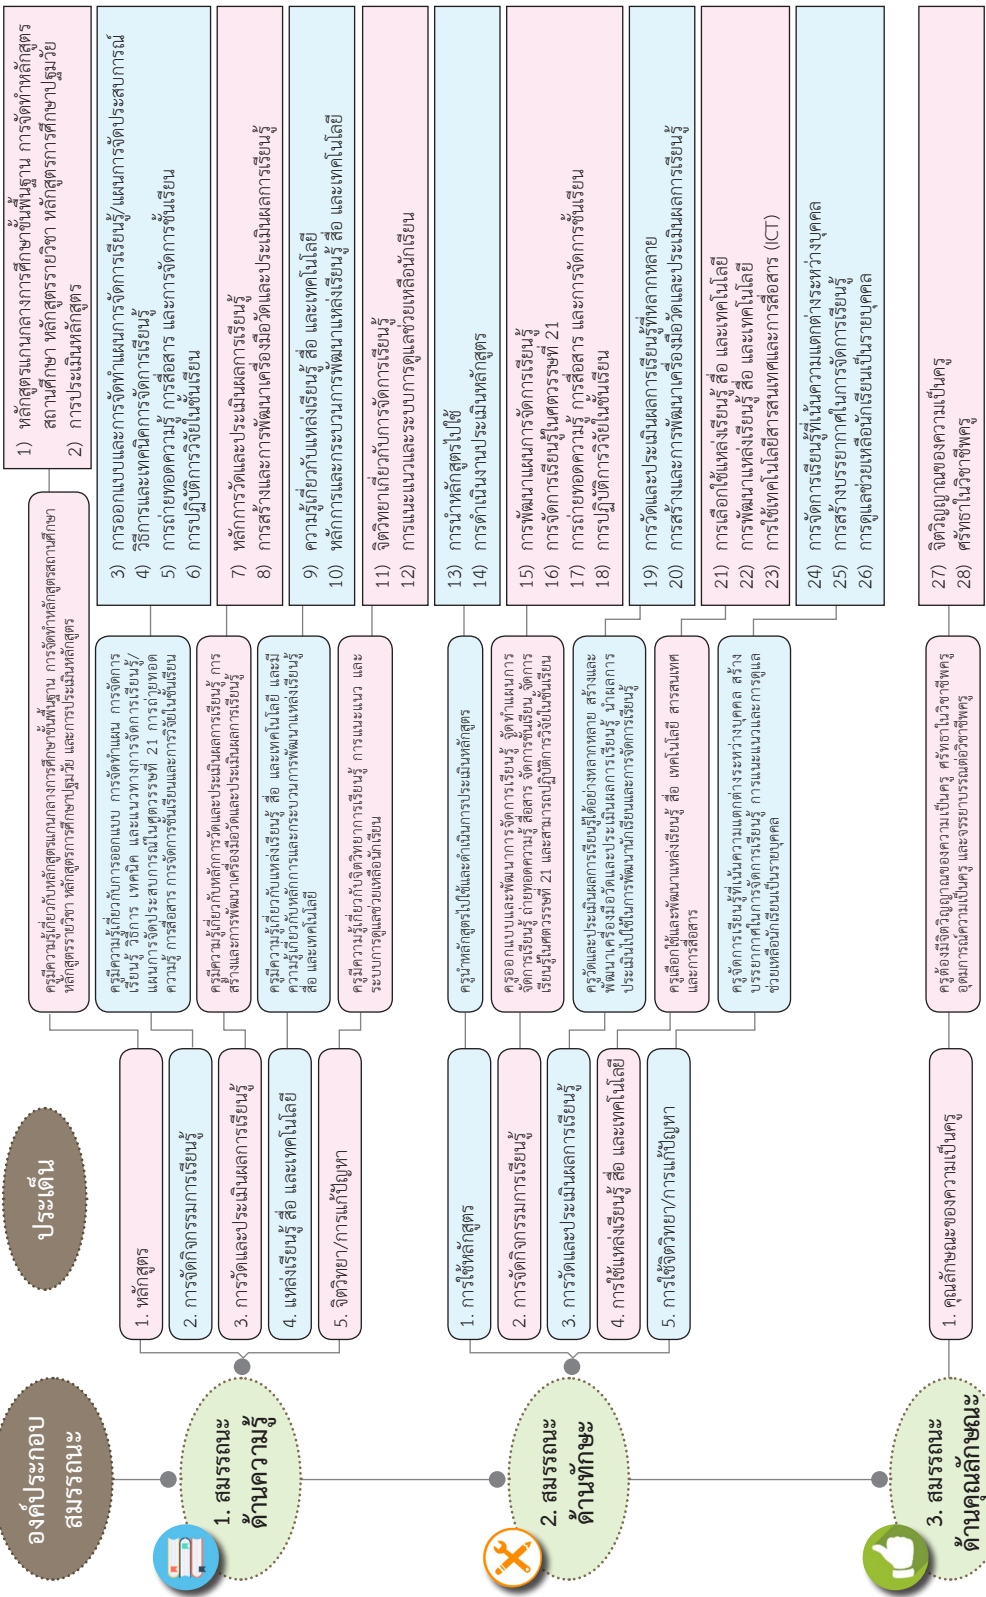 องค์ประกอบ
สมรรถนะ
ประเด็น
1. สมรรถนะ
ด้านความรู้
1. หลักสูตร
ครูมีความรู้เกี่ยวกับหลักสูตรแกนกลางการศึกษาขั้นพื้นฐาน การจัดทำหลักสูตรสถานศึกษา
หลักสูตรรายวิชา หลักสูตรการศึกษาปฐมวัย และการประเมินหลักสูตร
1) หลักสูตรแกนกลางการศึกษาขั้นพื้นฐาน การจัดทำหลักสูตร
สถานศึกษา หลักสูตรรายวิชา หลักสูตรการศึกษาปฐมวัย
2) การประเมินหลักสูตร
2. การจัดกิจกรรมการเรียนรู้
ครูมีความรู้เกี่ยวกับการออกแบบ การจัดทำแผน การจัดการ
เรียนรู้ วิธีการ เทคนิค และแนวทางการจัดการเรียนรู้/
แผนการจัดประสบการณ์ในศตวรรษที่ 21 การถ่ายทอด
ความรู้ การสื่อสาร การจัดการชั้นเรียนและการวิจัยในชั้นเรียน
3) การออกแบบและการจัดทำแผนการจัดการเรียนรู้/แผนการจัดประสบการณ์
4) วิธีการและเทคนิคการจัดการเรียนรู้
5) การถ่ายทอดความรู้ การสื่อสาร และการจัดการชั้นเรียน
6) การปฏิบัติการวิจัยในชั้นเรียน
3. การวัดและประเมินผลการเรียนรู้
ครูมีความรู้เกี่ยวกับหลักการวัดและประเมินผลการเรียนรู้ การ
สร้างและการพัฒนาเครื่องมือวัดและประเมินผลการเรียนรู้
7) หลักการวัดและประเมินผลการเรียนรู้
8) การสร้างและการพัฒนาเครื่องมือวัดและประเมินผลการเรียนรู้
4. แหล่งเรียนรู้ สื่อ และเทคโนโลยี
ครูมีความรู้เกี่ยวกับแหล่งเรียนรู้ สื่อ และเทคโนโลยี และมี
ความรู้เกี่ยวกับหลักการและกระบวนการพัฒนาแหล่งเรียนรู้
สื่อ และเทคโนโลยี
9) ความรู้เกี่ยวกับแหล่งเรียนรู้ สื่อ และเทคโนโลยี
10) หลักการและกระบวนการพัฒนาแหล่งเรียนรู้ สื่อ และเทคโนโลยี
5. จิตวิทยา/การแก้ปัญหา
ครูมีความรู้เกี่ยวกับจิตวิทยาการเรียนรู้ การแนะแนว และ
ระบบการดูแลช่วยเหลือนักเรียน
11) จิตวิทยาเกี่ยวกับการจัดการเรียนรู้
12) การแนะแนวและระบบการดูแลช่วยเหลือนักเรียน
2. สมรรถนะ
ด้านทักษะ
1. การใช้หลักสูตร
ครูนำหลักสูตรไปใช้และดำเนินการประเมินหลักสูตร
13) การนำหลักสูตรไปใช้
14) การดำเนินงานประเมินหลักสูตร
2. การจัดกิจกรรมการเรียนรู้
ครูออกแบบและพัฒนาการจัดการเรียนรู้ จัดทำแผนการ
จัดการเรียนรู้ ถ่ายทอดความรู้ สื่อสาร จัดการชั้นเรียน จัดการ
เรียนรู้ในศตวรรษที่ 21 และสามารถปฏิบัติการวิจัยในชั้นเรียน
15) การพัฒนาแผนการจัดการเรียนรู้
16) การจัดการเรียนรู้ในศตวรรษที่ 21
17) การถ่ายทอดความรู้ การสื่อสาร และการจัดการชั้นเรียน
18) การปฏิบัติการวิจัยในชั้นเรียน
3. การวัดและประเมินผลการเรียนรู้
ครูวัดและประเมินผลการเรียนรู้ได้อย่างหลากหลาย สร้างและ
พัฒนาเครื่องมือวัดและประเมินผลการเรียนรู้ นำผลการ
ประเมินไปใช้ในการพัฒนานักเรียนและการจัดการเรียนรู้
19) การวัดและประเมินผลการเรียนรู้ที่หลากหลาย
20) การสร้างและการพัฒนาเครื่องมือวัดและประเมินผลการเรียนรู้
4. การใช้แหล่งเรียนรู้ สื่อ และเทคโนโลยี
ครูเลือกใช้และพัฒนาแหล่งเรียนรู้ สื่อ เทคโนโลยี สารสนเทศ
และการสื่อสาร
21) การเลือกใช้แหล่งเรียนรู้ สื่อ และเทคโนโลยี
22) การพัฒนาแหล่งเรียนรู้ สื่อ และเทคโนโลยี
23) การใช้เทคโนโลยีสารสนเทศและการสื่อสาร (ICT)
5. การใช้จิตวิทยา/การแก้ปัญหา
ครูจัดการเรียนรู้ที่เน้นความแตกต่างระหว่างบุคคล สร้าง
บรรยากาศในการจัดการเรียนรู้ การแนะแนวและการดูแล
ช่วยเหลือนักเรียนเป็นรายบุคคล
24) การจัดการเรียนรู้ที่เน้นความแตกต่างระหว่างบุคคล
25) การสร้างบรรยากาศในการจัดการเรียนรู้
26) การดูแลช่วยเหลือนักเรียนเป็นรายบุคคล
3. สมรรถนะ
ด้านคุณลักษณะ
1. คุณลักษณะของความเป็นครู
ครูต้องมีจิตวิญญาณของความเป็นครู ศรัทธาในวิชาชีพครู
อุดมการณ์ความเป็นครู และจรรยาบรรณต่อวิชาชีพครู
27) จิตวิญญาณของความเป็นครู
28) ศรัทธาในวิชาชีพครู